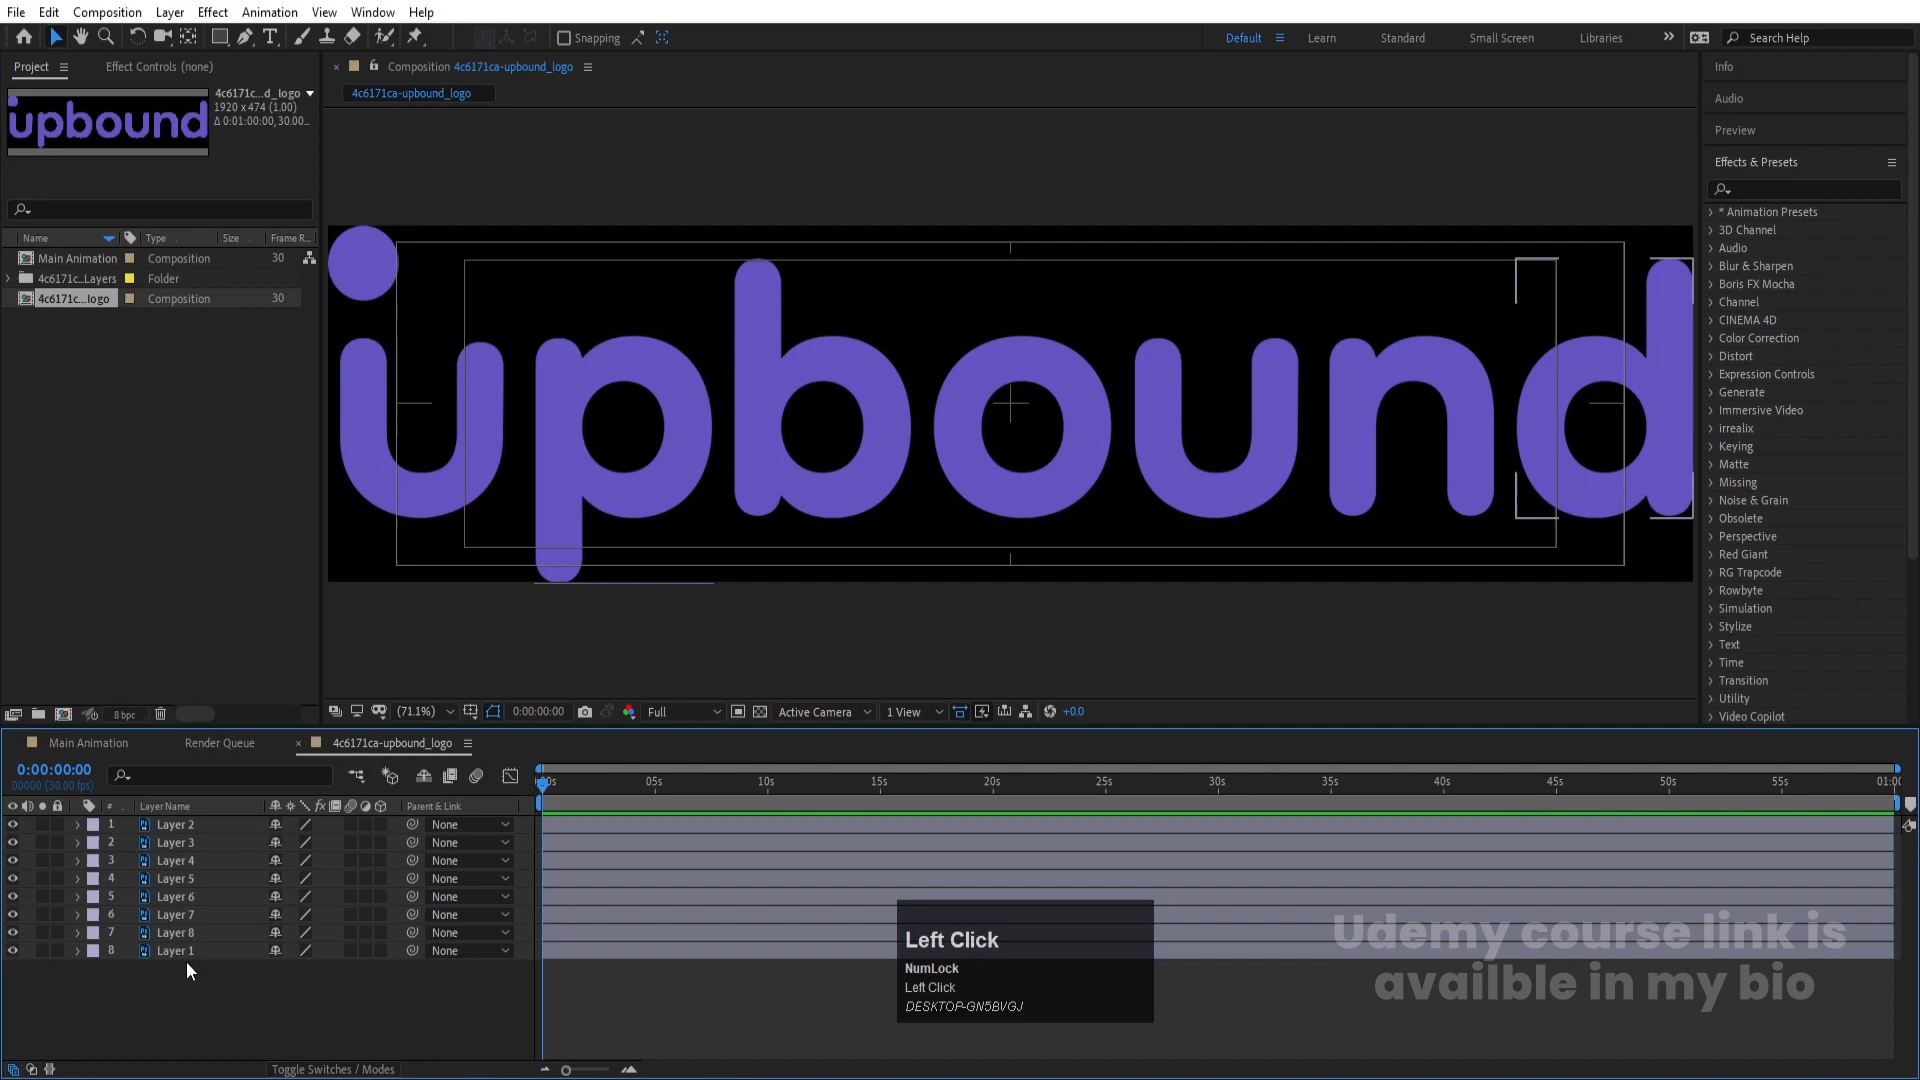 File Edit Composition Layer Effect Animation View Window Help
Snapping
Default Learn Standard Small Screen Libraries Search Help
Project Effect Controls (none)
Composition 4c6171ca-upbound_logo
4c6171ca-upbound_logo
upbound
4c6171c...d_logo
1920 x 474 (1.00)
Δ 0:01:00:00, 30.00...
Name Type Size Frame R...
Main Animation Composition 30
4c6171c...Layers Folder
4c6171c...logo Composition 30
upbound
Info
Audio
Preview
Effects & Presets
* Animation Presets
3D Channel
Audio
Blur & Sharpen
Boris FX Mocha
Channel
CINEMA 4D
Color Correction
Distort
Expression Controls
Generate
Immersive Video
irrealix
Keying
Matte
Missing
Noise & Grain
Obsolete
Perspective
Red Giant
RG Trapcode
Rowbyte
Simulation
Stylize
Text
Time
Transition
Utility
Video Copilot
8 bpc
(71.1%) 0:00:00:00 Full Active Camera 1 View +0.0
Main Animation Render Queue 4c6171ca-upbound_logo
0:00:00:00
00000 (30.00 fps)
05s 10s 15s 20s 25s 30s 35s 40s 45s 50s 55s
# Layer Name Parent & Link
1 Layer 2 None
2 Layer 3 None
3 Layer 4 None
4 Layer 5 None
5 Layer 6 None
6 Layer 7 None
7 Layer 8 None
8 Layer 1 None
Left Click
NumLock
Left Click
DESKTOP-GN5BVGJ
Udemy course link is
availble in my bio
Toggle Switches / Modes